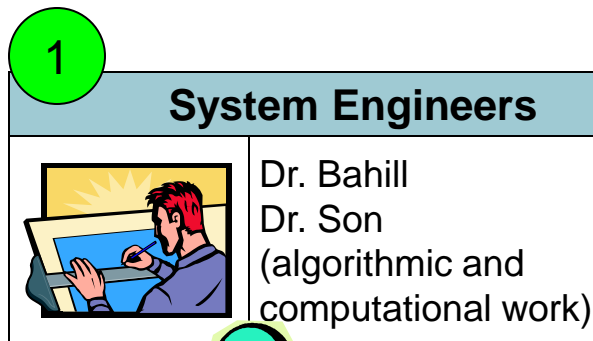 1
System Engineers
Dr. Bahill
Dr. Son
(algorithmic and
computational work)